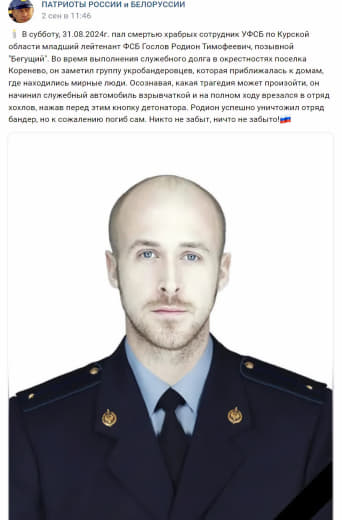 ПАТРИОТЫ РОССИИ и БЕЛОРУССИИ
2 сен в 11:46
🕯 В субботу, 31.08.2024г. пал смертью храбрых сотрудник УФСБ по Курской
области младший лейтенант ФСБ Гослов Родион Тимофеевич, позывной
"Бегущий". Во время выполнения служебного долга в окрестностях поселка
Коренево, он заметил группу укробандеровцев, которая приближалась к домам,
где находились мирные люди. Осознавая, какая трагедия может произойти, он
начинил служебный автомобиль взрывчаткой и на полном ходу врезался в отряд
хохлов, нажав перед этим кнопку детонатора. Родион успешно уничтожил отряд
бандер, но к сожалению погиб сам. Никто не забыт, ничто не забыто!🇷🇺